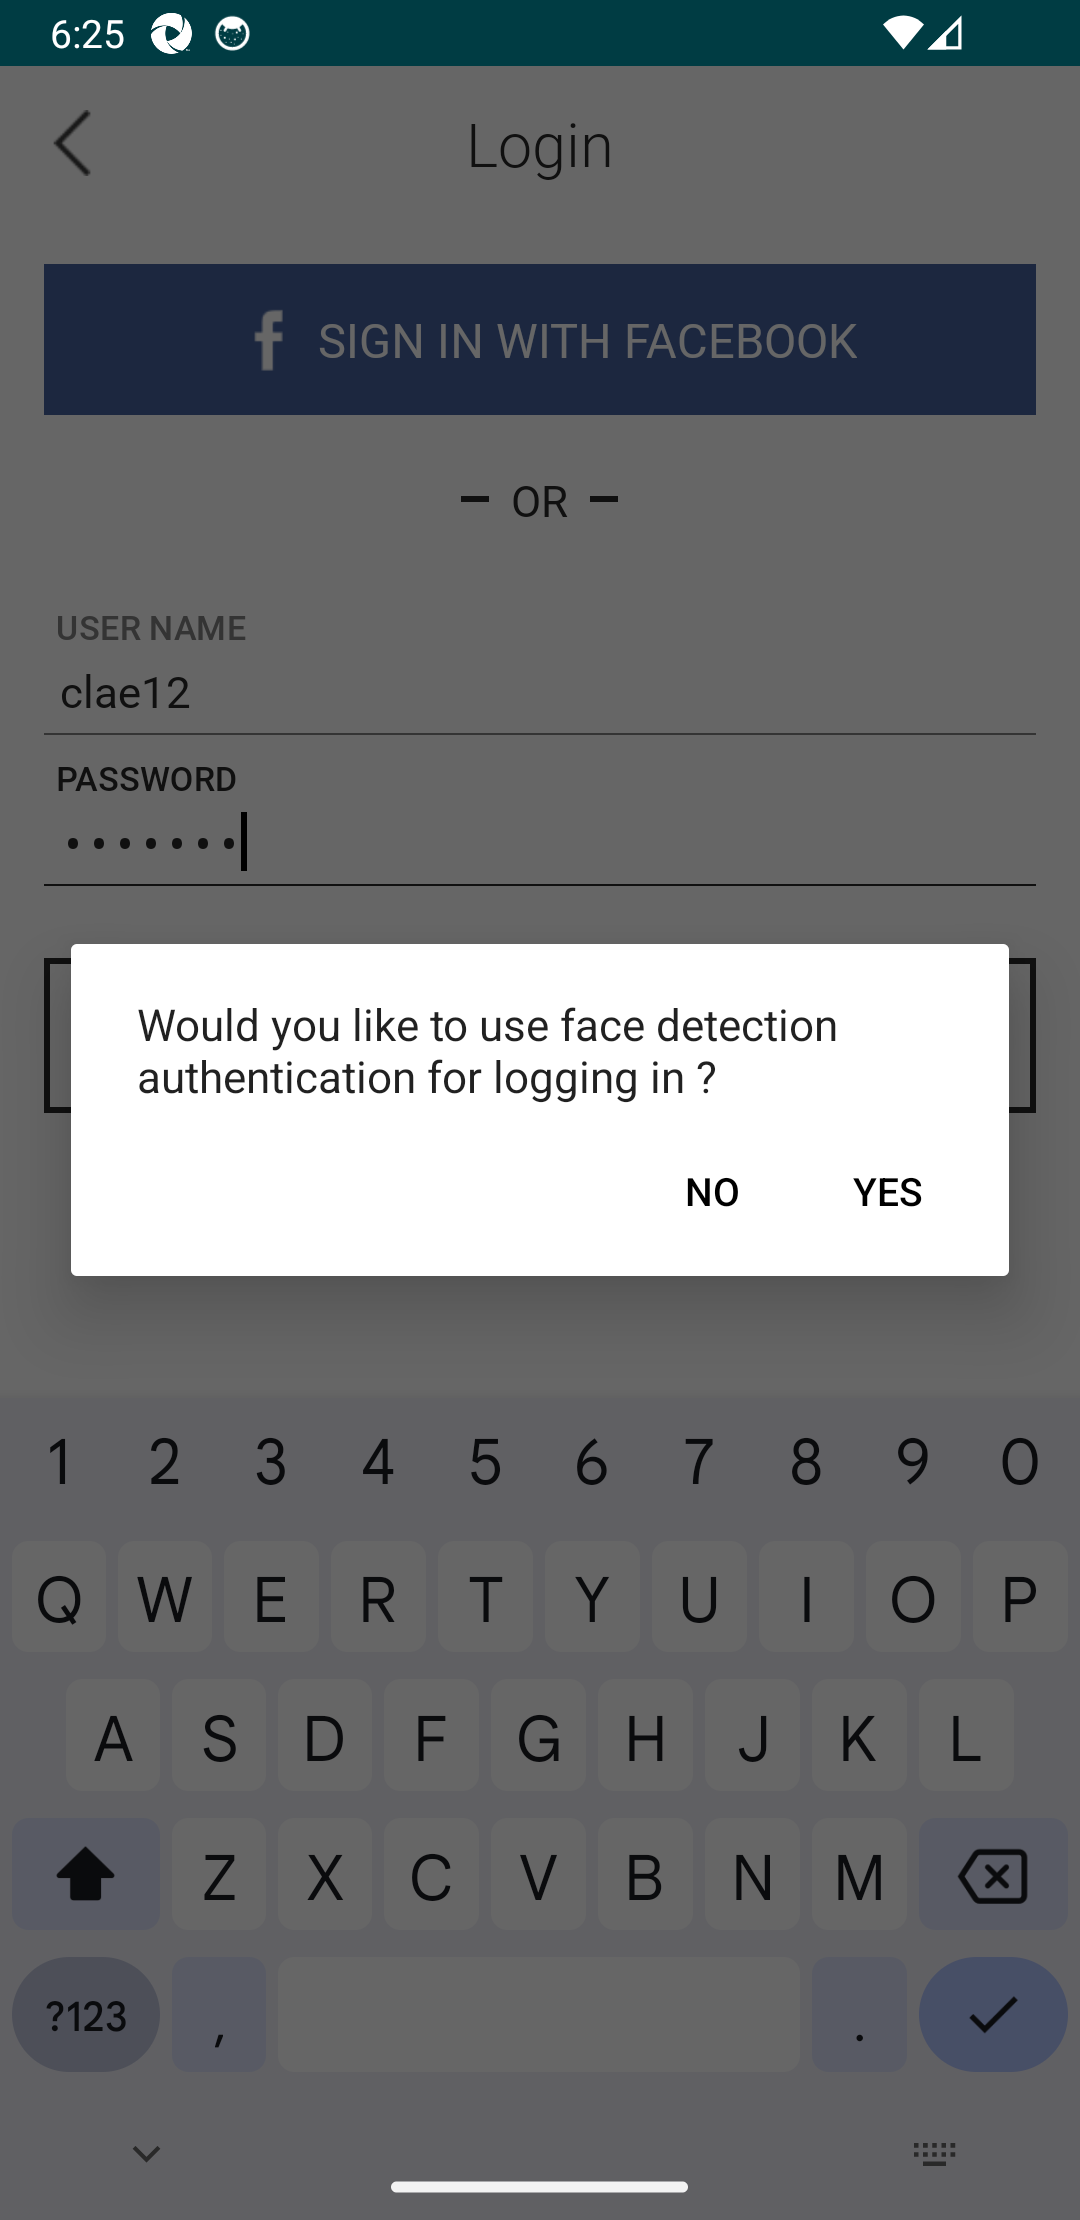 6:25
Login
SIGN IN WITH FACEBOOK
- OR -
USER NAME
clae12
PASSWORD
•••••••
Would you like to use face detection
authentication for logging in ?
NO YES
1 2 3 4 5 6 7 8 9 0
Q W E R T Y U I O P
A S D F G H J K L
Z X C V B N M
?123 , .